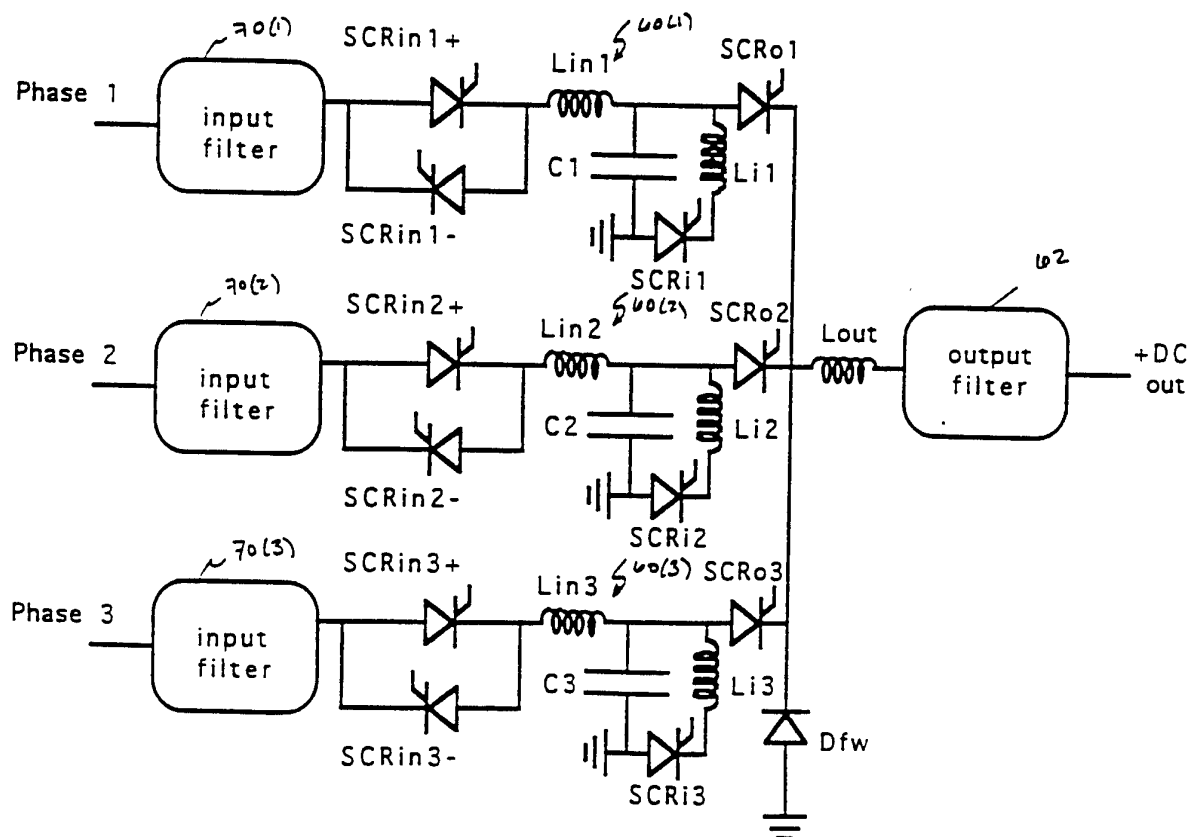 70(1)
SCRin1+
60(1)
Lin1
SCRo1
Phase 1
input
filter
C1
Li1
SCRin1-
SCRi1
70(2)
SCRin2+
60(2)
Lin2
SCRo2
62
Phase 2
input
filter
C2
Li2
Lout
output
filter
+DC
out
SCRin2-
SCRi2
70(3)
SCRin3+
60(3)
Lin3
SCRo3
Phase 3
input
filter
C3
Li3
SCRin3-
SCRi3
Dfw